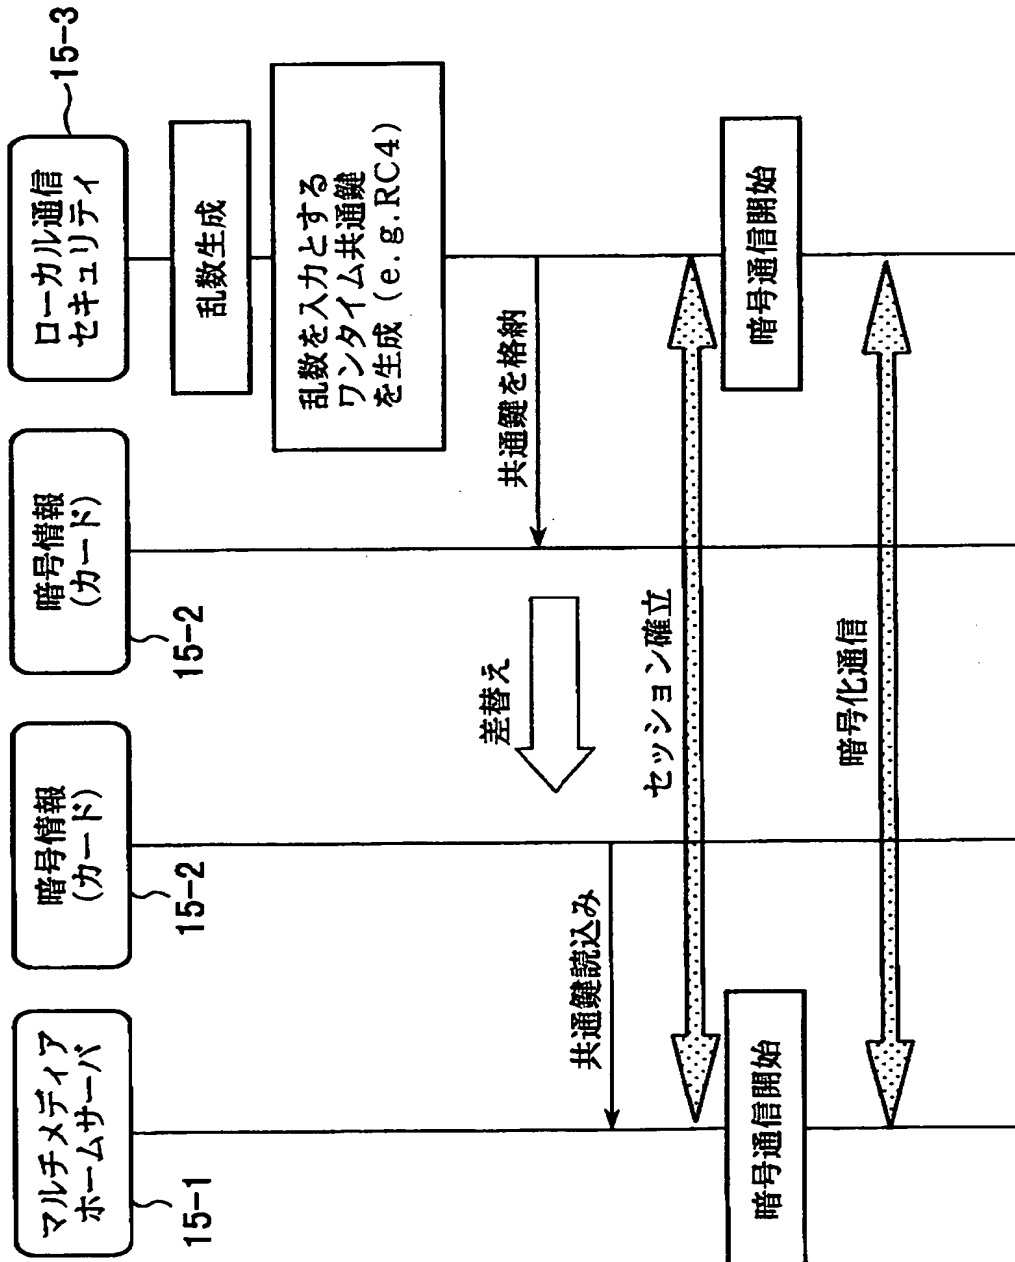 マルチメディア
ホームサーバ
15-1
暗号情報
(カード)
15-2
暗号情報
(カード)
15-2
ローカル通信
セキュリティ
15-3
乱数生成
乱数を入力とする
ワンタイム共通鍵
を生成(e.g.RC4)
共通鍵を格納
差替え
共通鍵読込み
セッション確立
暗号通信開始
暗号通信開始
暗号化通信